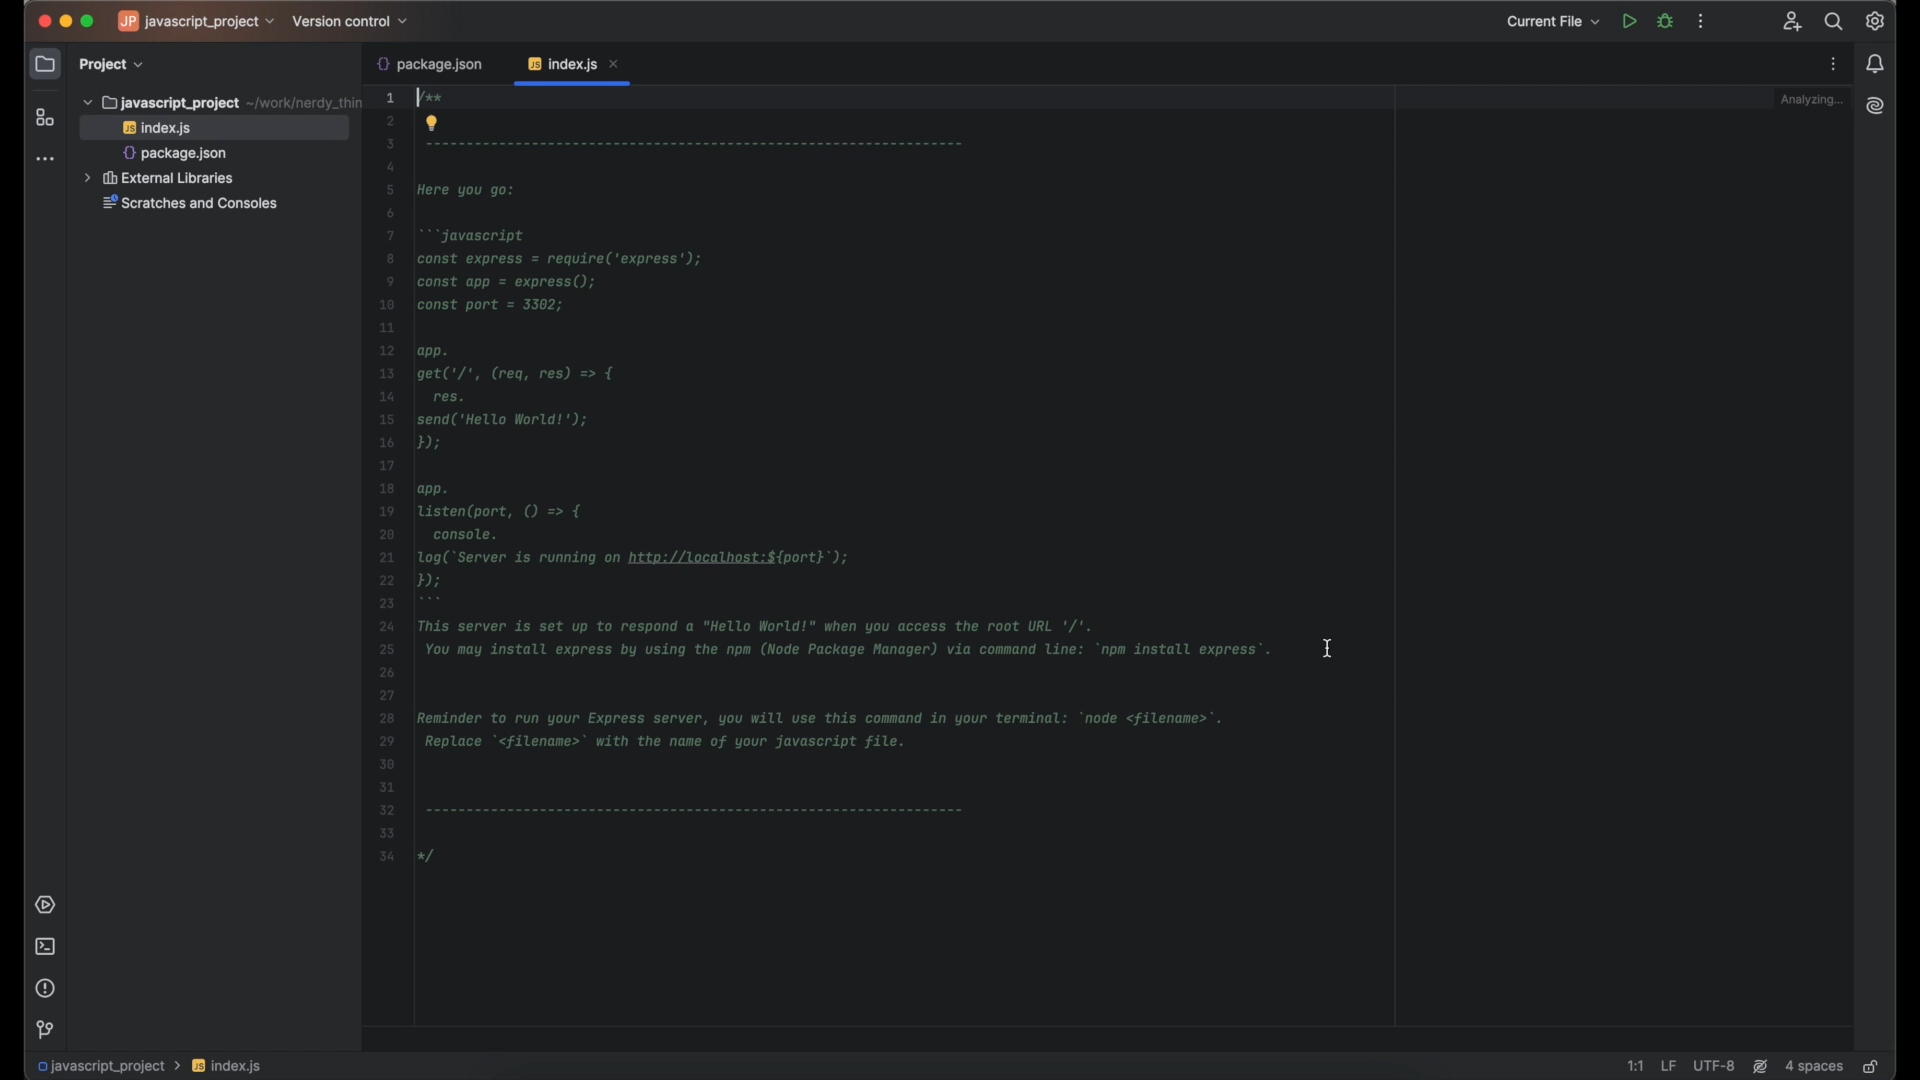 JP javascript_project Version control Current File
Project
javascript_project ~/work/nerdy_thin
index.js
package.json
External Libraries
Scratches and Consoles
package.json index.js
Analyzing...
1 /**
2
3 ------------------------------------------------------------------
4
5 Here you go:
6
7 ```javascript
8 const express = require('express');
9 const app = express();
10 const port = 3302;
11
12 app.
13 get('/', (req, res) => {
14 res.
15 send('Hello World!');
16 });
17
18 app.
19 listen(port, () => {
20 console.
21 log(`Server is running on http://localhost:${port}`);
22 });
23 ```
24 This server is set up to respond a "Hello World!" when you access the root URL '/'.
25 You may install express by using the npm (Node Package Manager) via command line: `npm install express`.
26
27
28 Reminder to run your Express server, you will use this command in your terminal: `node <filename>`.
29 Replace `<filename>` with the name of your javascript file.
30
31
32 ------------------------------------------------------------------
33
34 */
javascript_project > JS index.js 1:1 LF UTF-8 4 spaces